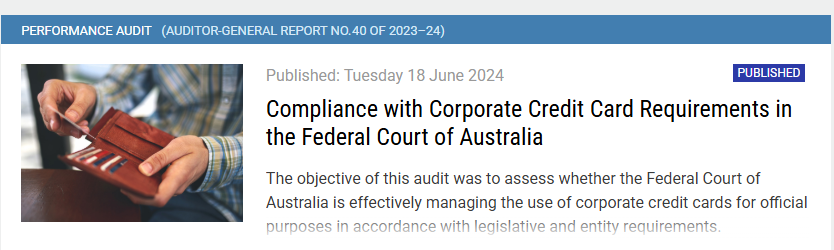 PERFORMANCE AUDIT (AUDITOR-GENERAL REPORT NO.40 OF 2023–24)
Published: Tuesday 18 June 2024
PUBLISHED
Compliance with Corporate Credit Card Requirements in
the Federal Court of Australia
The objective of this audit was to assess whether the Federal Court of
Australia is effectively managing the use of corporate credit cards for official
purposes in accordance with legislative and entity requirements.